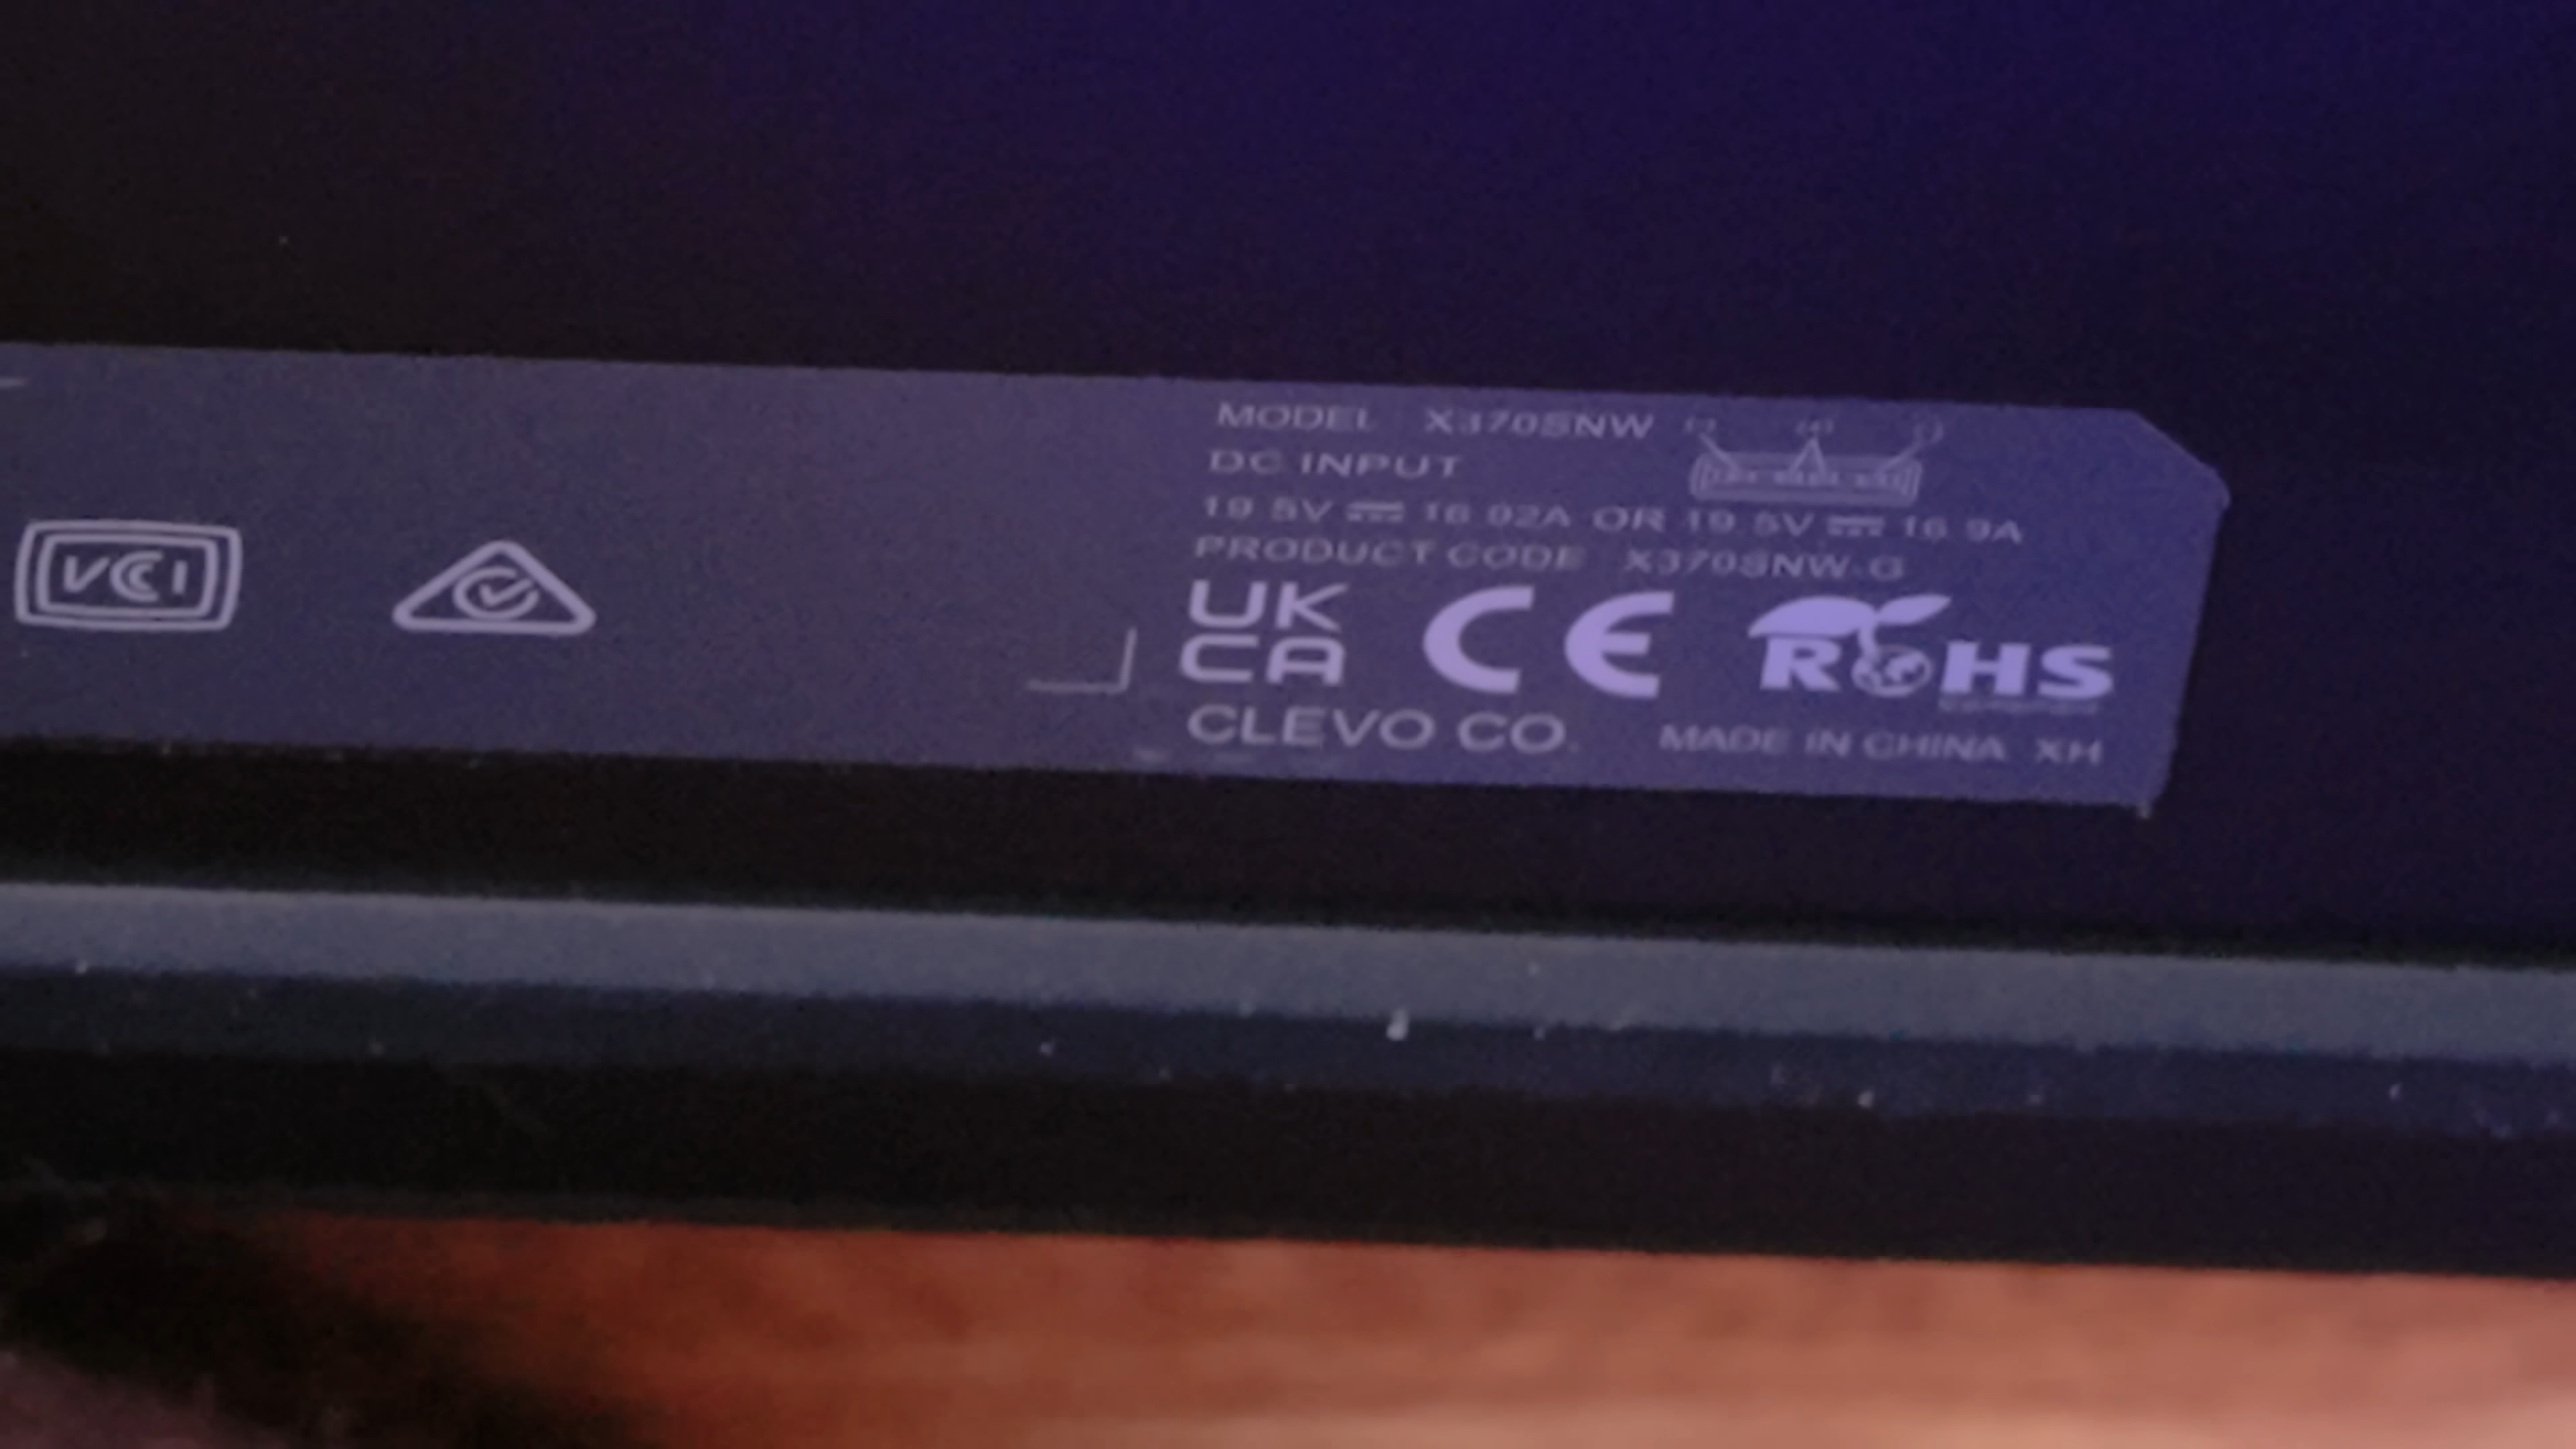 MODEL X370SNW (-) (+) (-)
DC INPUT
19.5V 16.92A OR 19.5V 16.9A
PRODUCT CODE X370SNW-G
VCCI
UK
CA
CE
ROHS
CLEVO CO. MADE IN CHINA XH